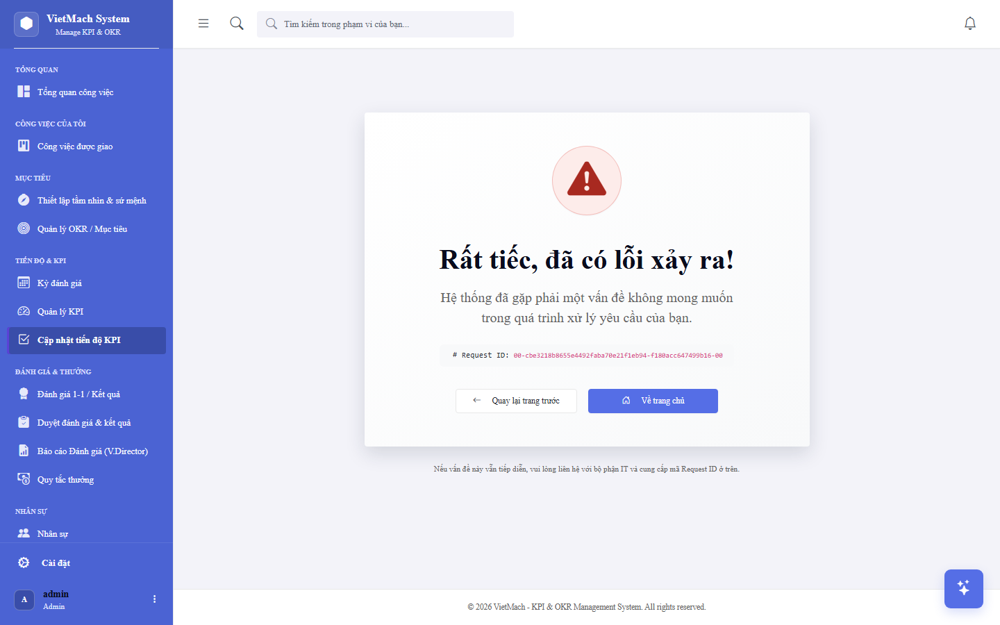 VietMach System
Manage KPI & OKR
TỔNG QUAN
Tổng quan công việc
CÔNG VIỆC CỦA TÔI
Công việc được giao
MỤC TIÊU
Thiết lập tầm nhìn & sứ mệnh
Quản lý OKR / Mục tiêu
TIẾN ĐỘ & KPI
Kỳ đánh giá
Quản lý KPI
Cập nhật tiến độ KPI
ĐÁNH GIÁ & THƯỞNG
Đánh giá 1-1 / Kết quả
Duyệt đánh giá & kết quả
Báo cáo Đánh giá (V.Director)
Quy tắc thưởng
NHÂN SỰ
Nhân sự
Cài đặt
A
admin
Admin
Tìm kiếm trong phạm vi của bạn...
Rất tiếc, đã có lỗi xảy ra!
Hệ thống đã gặp phải một vấn đề không mong muốn
trong quá trình xử lý yêu cầu của bạn.
# Request ID: 00-cbe3218b8655e4492faba70e21f1eb94-f180acc647499b16-00
Quay lại trang trước
Về trang chủ
Nếu vấn đề này vẫn tiếp diễn, vui lòng liên hệ với bộ phận IT và cung cấp mã Request ID ở trên.
© 2026 VietMach - KPI & OKR Management System. All rights reserved.